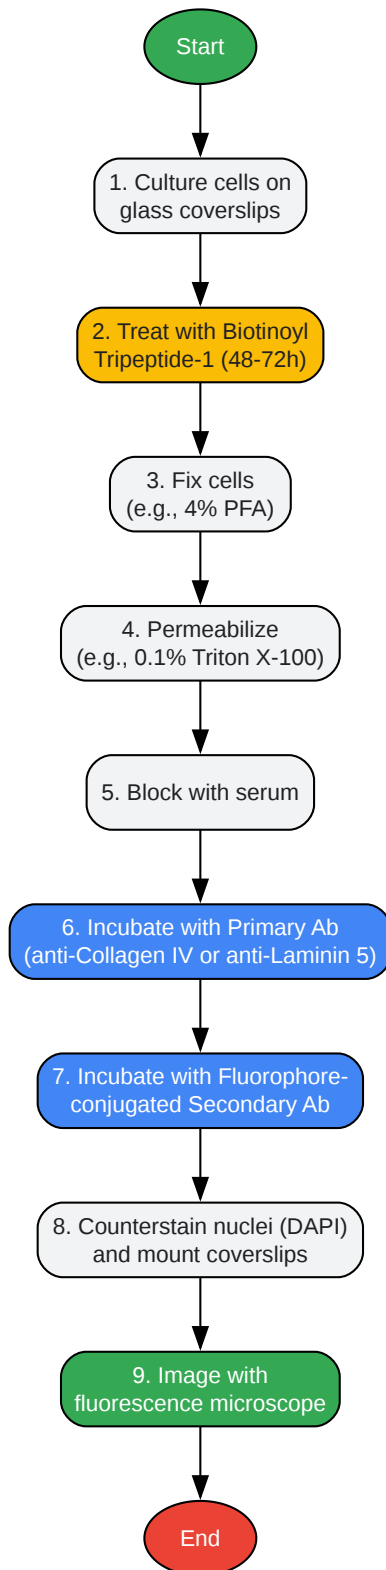 Start
1. Culture cells on
glass coverslips
2. Treat with Biotinoyl
Tripeptide-1 (48-72h)
3. Fix cells
(e.g., 4% PFA)
4. Permeabilize
(e.g., 0.1% Triton X-100)
5. Block with serum
6. Incubate with Primary Ab
(anti-Collagen IV or anti-Laminin 5)
7. Incubate with Fluorophore-
conjugated Secondary Ab
8. Counterstain nuclei (DAPI)
and mount coverslips
9. Image with
fluorescence microscope
End